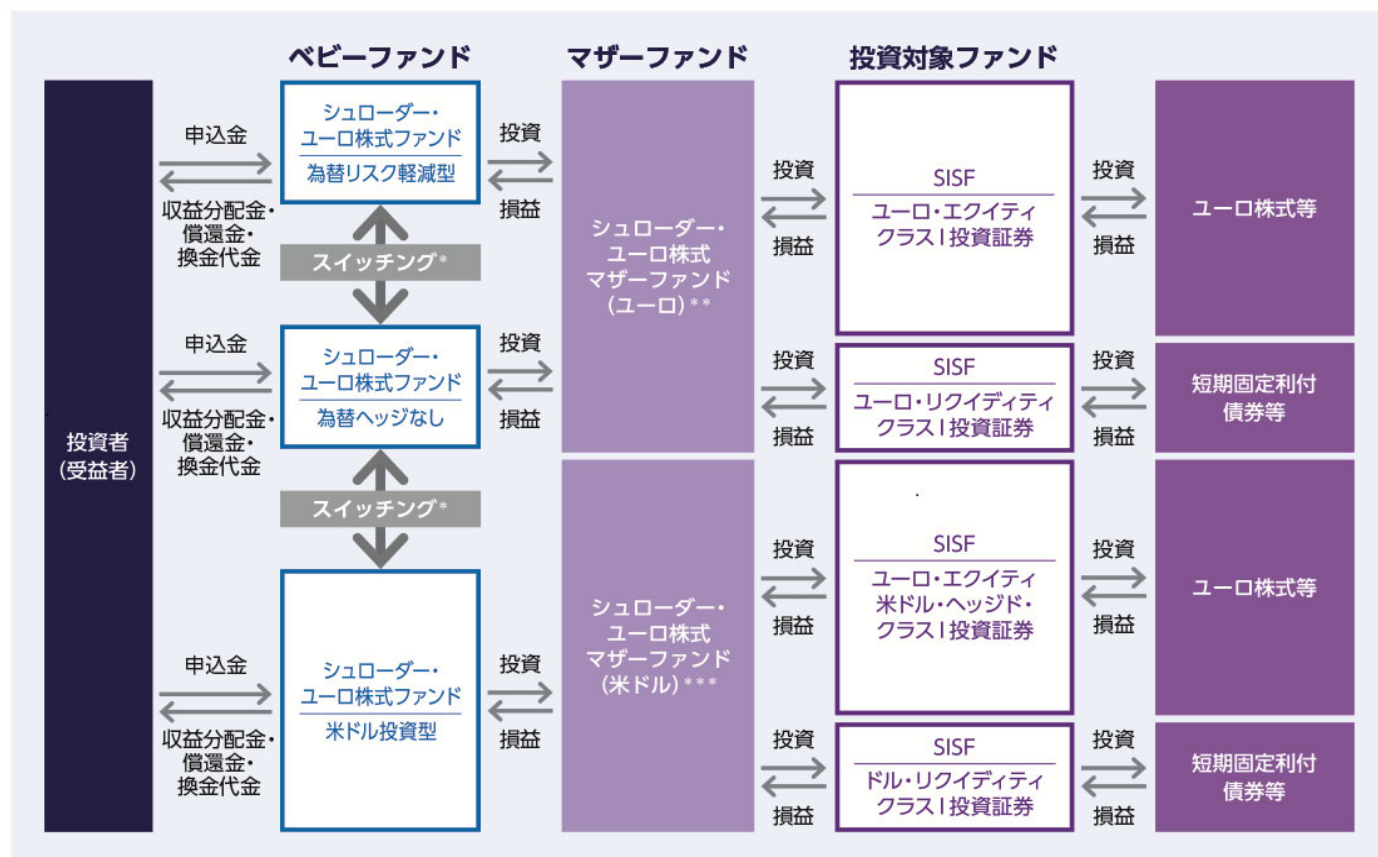 ベビーファンド
マザーファンド
投資対象ファンド
投資者
(受益者)
申込金
収益分配金・
償還金・
換金代金
シュローダー・
ユーロ株式ファンド
為替リスク軽減型
投資
損益
スイッチング*
申込金
収益分配金・
償還金・
換金代金
シュローダー・
ユーロ株式ファンド
為替ヘッジなし
投資
損益
スイッチング*
申込金
収益分配金・
償還金・
換金代金
シュローダー・
ユーロ株式ファンド
米ドル投資型
投資
損益
シュローダー・
ユーロ株式
マザーファンド
(ユーロ)**
投資
損益
SISF
ユーロ・エクイティ
クラスI投資証券
投資
損益
ユーロ株式等
投資
損益
SISF
ユーロ・リクイディティ
クラスI投資証券
投資
損益
短期固定利付
債券等
シュローダー・
ユーロ株式
マザーファンド
(米ドル)***
投資
損益
SISF
ユーロ・エクイティ
米ドル・ヘッジド・
クラスI投資証券
投資
損益
ユーロ株式等
投資
損益
SISF
ドル・リクイディティ
クラスI投資証券
投資
損益
短期固定利付
債券等